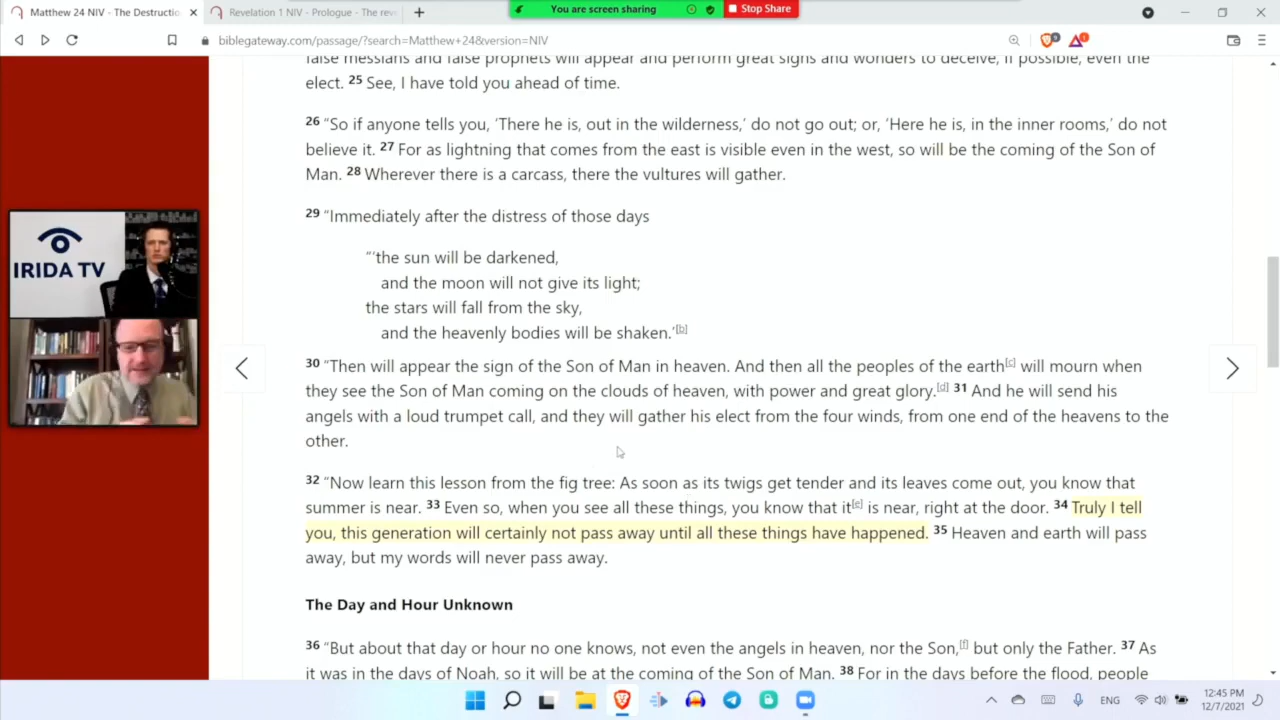 Matthew 24 NIV - The Destructio
Revelation 1 NIV - Prologue - The reve
You are screen sharing
Stop Share
biblegateway.com/passage/?search=Matthew+24&version=NIV
false messians and false prophets will appear and perform great signs and wonders to deceive, if possible, even the
elect. 25 See, I have told you ahead of time.
26 “So if anyone tells you, ‘There he is, out in the wilderness,’ do not go out; or, ‘Here he is, in the inner rooms,’ do not
believe it. 27 For as lightning that comes from the east is visible even in the west, so will be the coming of the Son of
Man. 28 Wherever there is a carcass, there the vultures will gather.
29 “Immediately after the distress of those days
“‘the sun will be darkened,
and the moon will not give its light;
the stars will fall from the sky,
and the heavenly bodies will be shaken.’[b]
30 “Then will appear the sign of the Son of Man in heaven. And then all the peoples of the earth[c] will mourn when
they see the Son of Man coming on the clouds of heaven, with power and great glory.[d] 31 And he will send his
angels with a loud trumpet call, and they will gather his elect from the four winds, from one end of the heavens to the
other.
32 “Now learn this lesson from the fig tree: As soon as its twigs get tender and its leaves come out, you know that
summer is near. 33 Even so, when you see all these things, you know that it[e] is near, right at the door. 34 Truly I tell
you, this generation will certainly not pass away until all these things have happened. 35 Heaven and earth will pass
away, but my words will never pass away.
The Day and Hour Unknown
36 “But about that day or hour no one knows, not even the angels in heaven, nor the Son,[f] but only the Father. 37 As
it was in the days of Noah, so it will be at the coming of the Son of Man. 38 For in the days before the flood, people
IRIDA TV
ENG
12:45 PM
12/7/2021